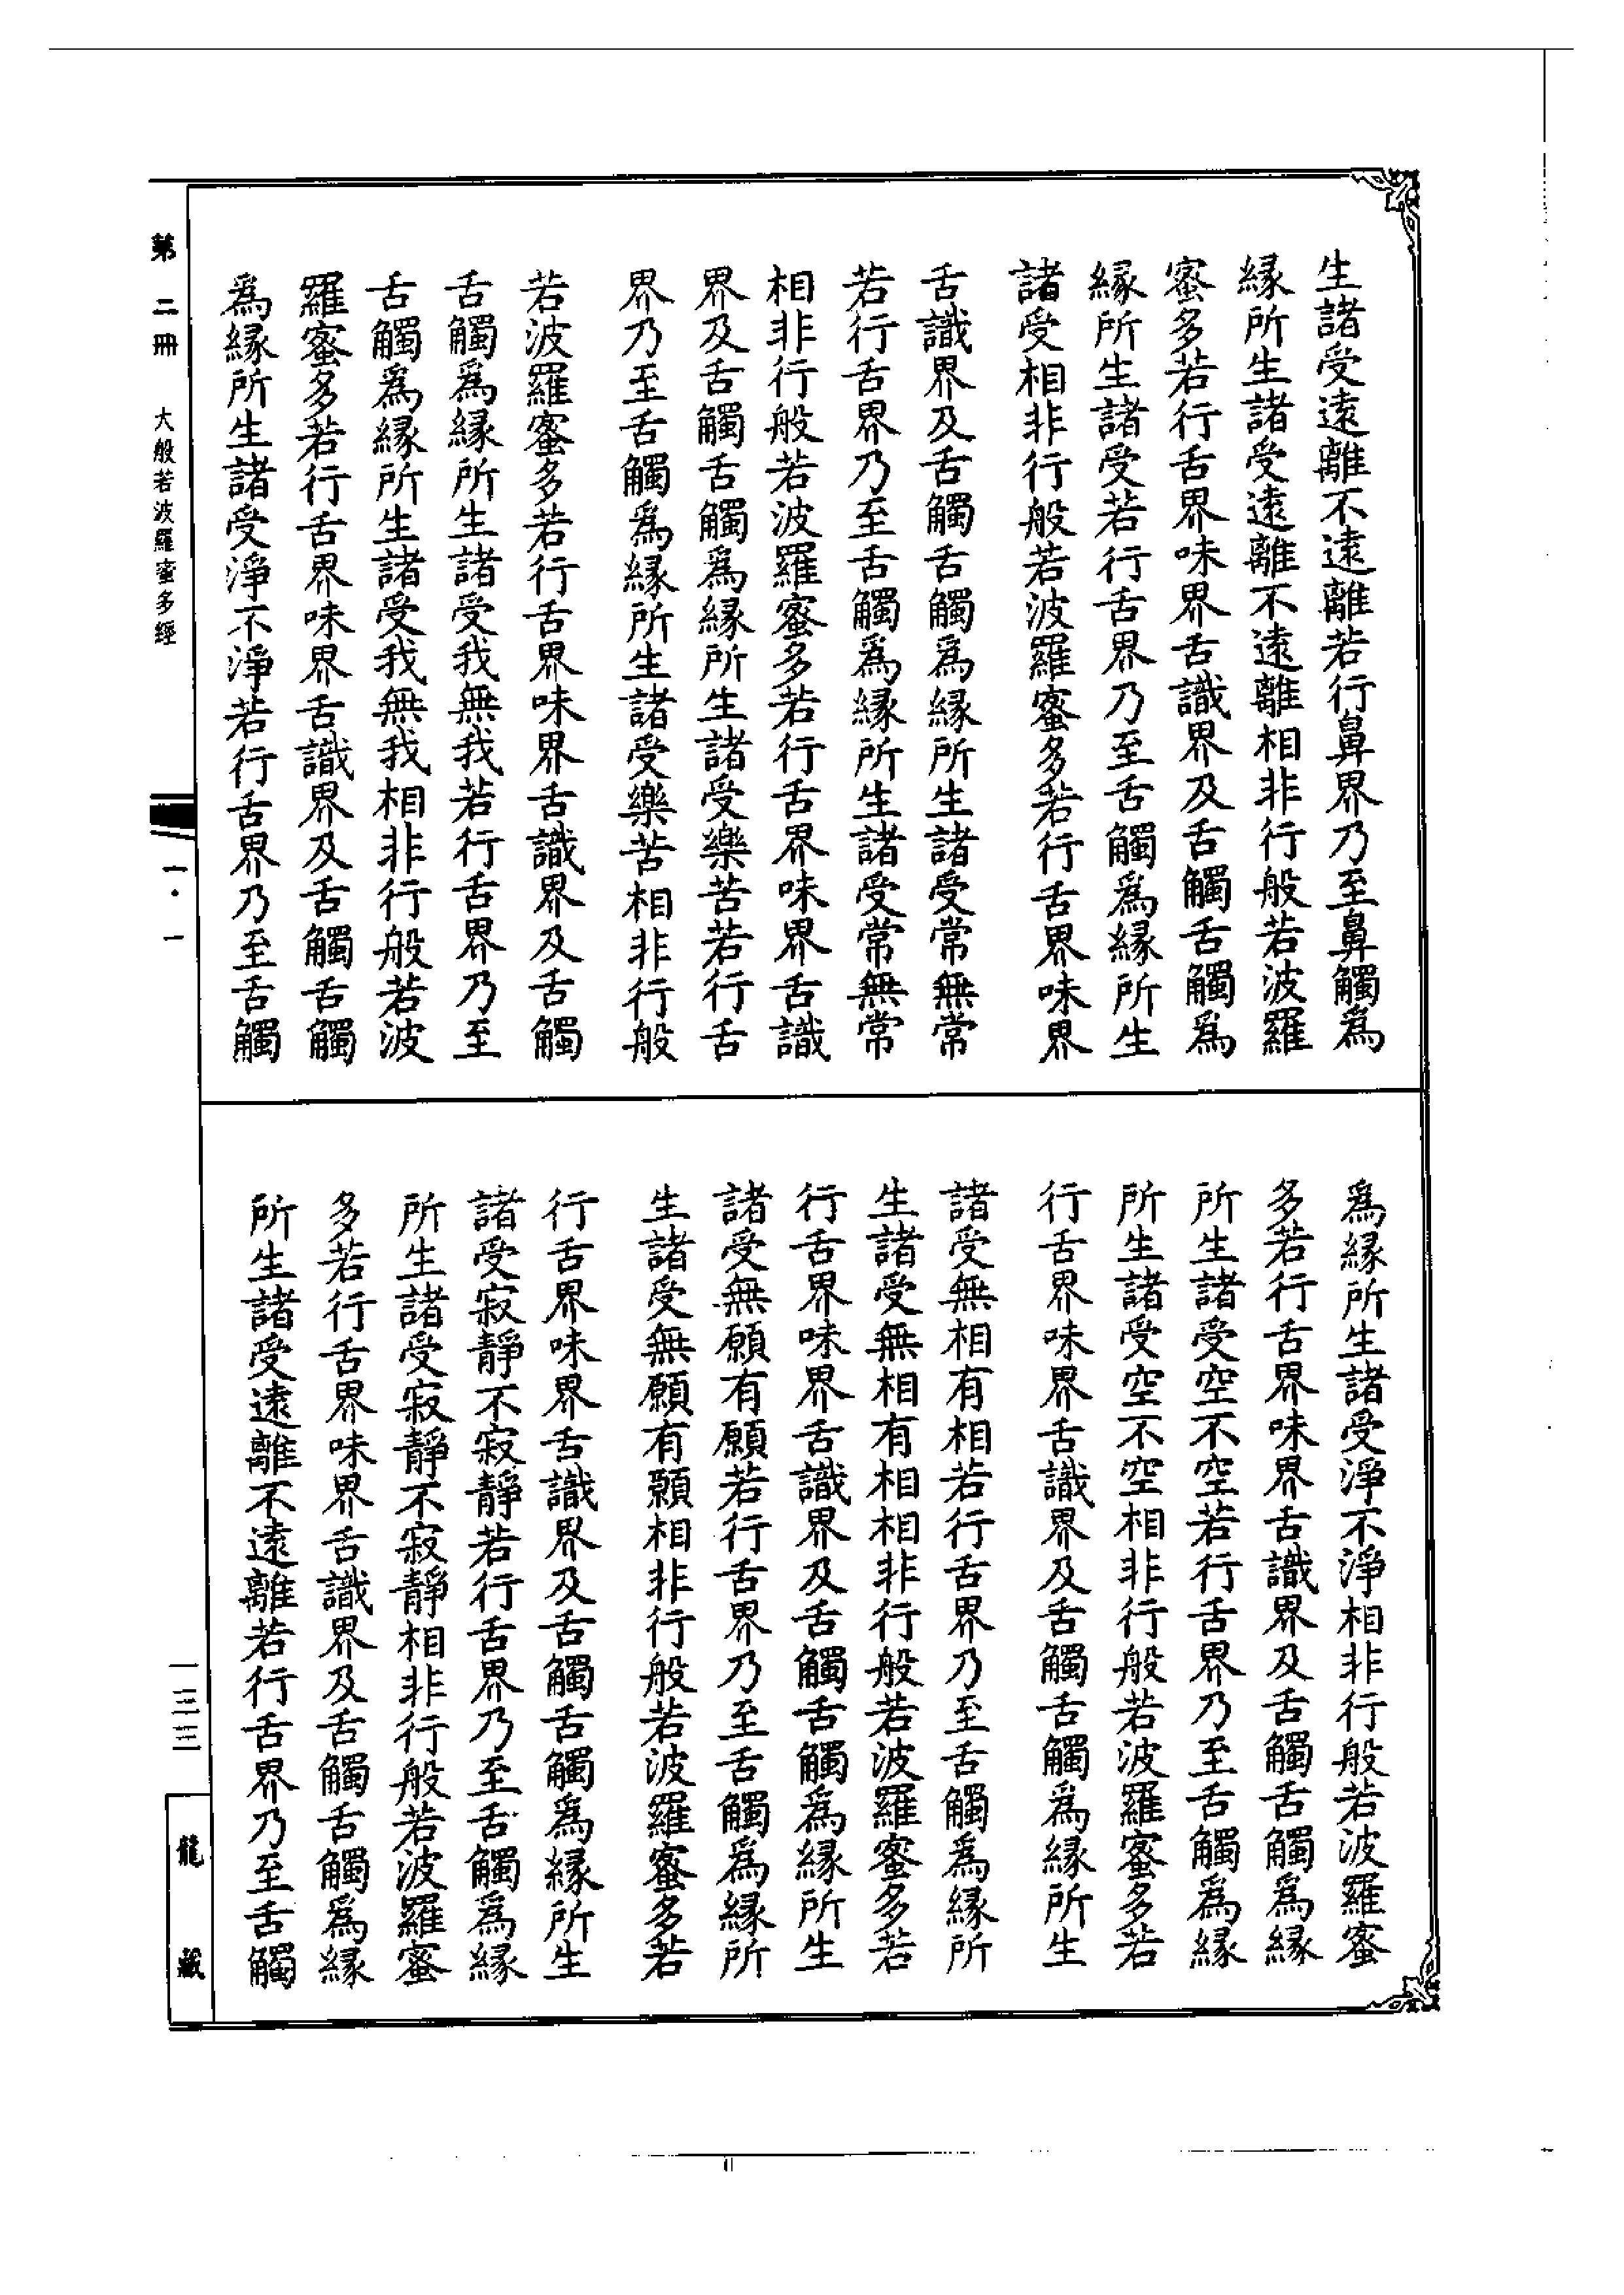 生諸受遠離不遠離若行鼻界乃至鼻觸為
緣所生諸受遠離不遠離相非行般若波羅
蜜多若行舌界味界舌識界及舌觸舌觸為
緣所生諸受若行舌界乃至舌觸為緣所生
諸受相非行般若波羅蜜多若行舌界味界
舌識界及舌觸舌觸為緣所生諸受常無常
若行舌界乃至舌觸為緣所生諸受常無常
相非行般若波羅蜜多若行舌界味界舌識
界及舌觸舌觸為緣所生諸受樂苦若行舌
界乃至舌觸為緣所生諸受樂苦相非行般
若波羅蜜多若行舌界味界舌識界及舌觸
舌觸為緣所生諸受我無我若行舌界乃至
舌觸為緣所生諸受我無我相非行般若波
羅蜜多若行舌界味界舌識界及舌觸舌觸
為緣所生諸受淨不淨若行舌界乃至舌觸
為緣所生諸受淨不淨相非行般若波羅蜜
多若行舌界味界舌識界及舌觸舌觸為緣
所生諸受空不空若行舌界乃至舌觸為緣
所生諸受空不空相非行般若波羅蜜多若
行舌界味界舌識界及舌觸舌觸為緣所生
諸受無相有相若行舌界乃至舌觸為緣所
生諸受無相有相相非行般若波羅蜜多若
行舌界味界舌識界及舌觸舌觸為緣所生
諸受無願有願若行舌界乃至舌觸為緣所
生諸受無願有願相非行般若波羅蜜多若
行舌界味界舌識界及舌觸舌觸為緣所生
諸受寂靜不寂靜若行舌界乃至舌觸為緣
所生諸受寂靜不寂靜相非行般若波羅蜜
多若行舌界味界舌識界及舌觸舌觸為緣
所生諸受遠離不遠離若行舌界乃至舌觸
第二冊 大般若波羅蜜多經 一·一 一三三 龍藏